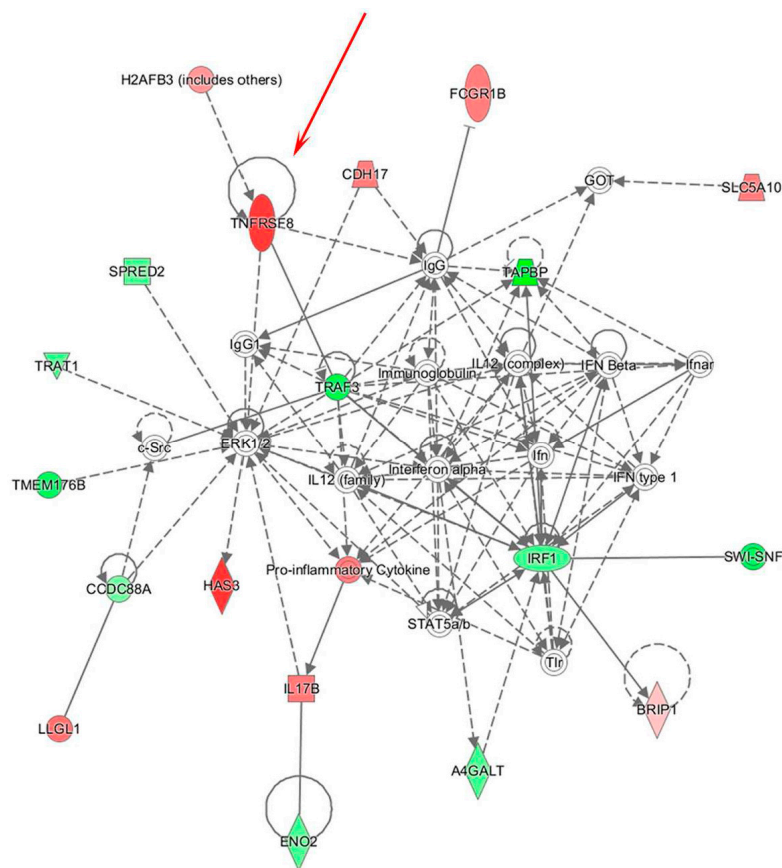 H2AFB3 (includes others)
FCGR1B
CDH17
GOT
SLC5A10
TNFRSF8
SPRED2
IgG
TAPBP
IgG1
TRAT1
Immunoglobulin
IL12 (complex)
IFN Beta
Ifnar
TRAF3
c-Src
ERK1/2
Ifn
TMEM176B
IL12 (family)
Interferon alpha
IFN type 1
CCDC88A
HAS3
Pro-inflammatory Cytokine
IRF1
SWI-SNF
STAT5a/b
Tlr
IL17B
BRIP1
LLGL1
A4GALT
ENO2